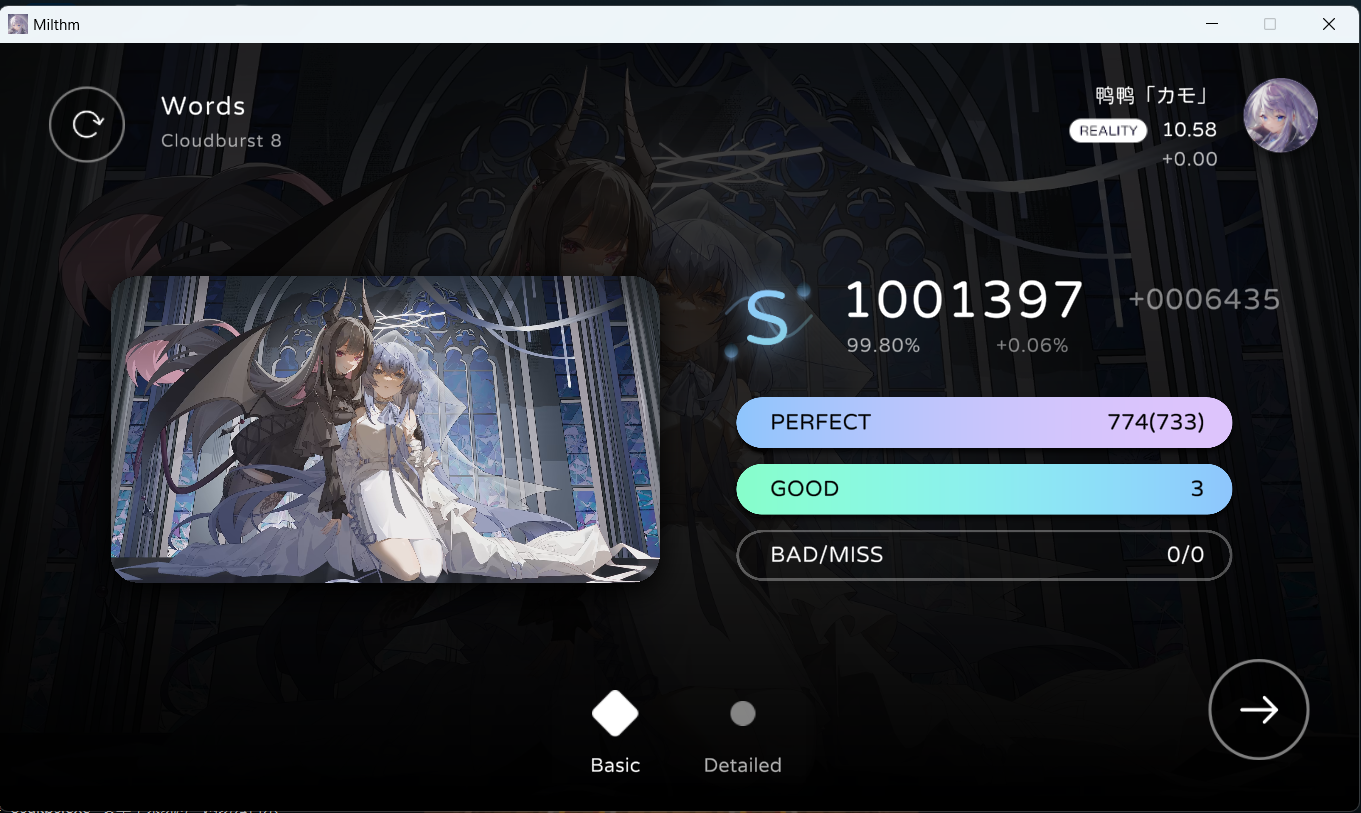 Milthm
Words
Cloudburst 8
鸭鸭「カモ」
REALITY 10.58
+0.00
S 1001397 +0006435
99.80% +0.06%
PERFECT 774(733)
GOOD 3
BAD/MISS 0/0
Basic Detailed